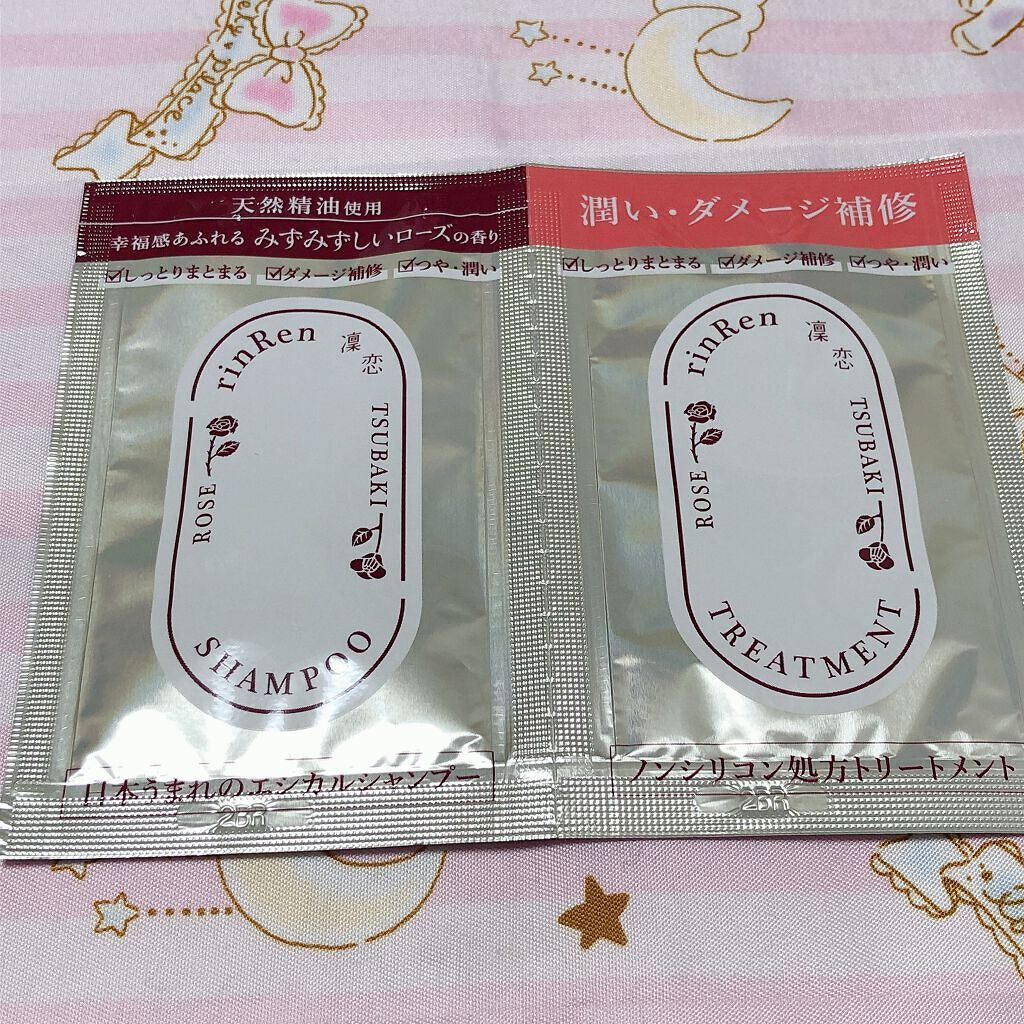 Place
天然精油使用
幸福感あふれる みずみずしいローズの香り
☑しっとりまとまる ☑ダメージ補修 ☑つや・潤い
rinRen
凜恋
ROSE
TSUBAKI
SHAMPOO
日本うまれのエシカルシャンプー
2BR
潤い・ダメージ補修
☑しっとりまとまる ☑ダメージ補修 ☑つや・潤い
rinRen
凜恋
ROSE
TSUBAKI
TREATMENT
ノンシリコン処方トリートメント
2BR